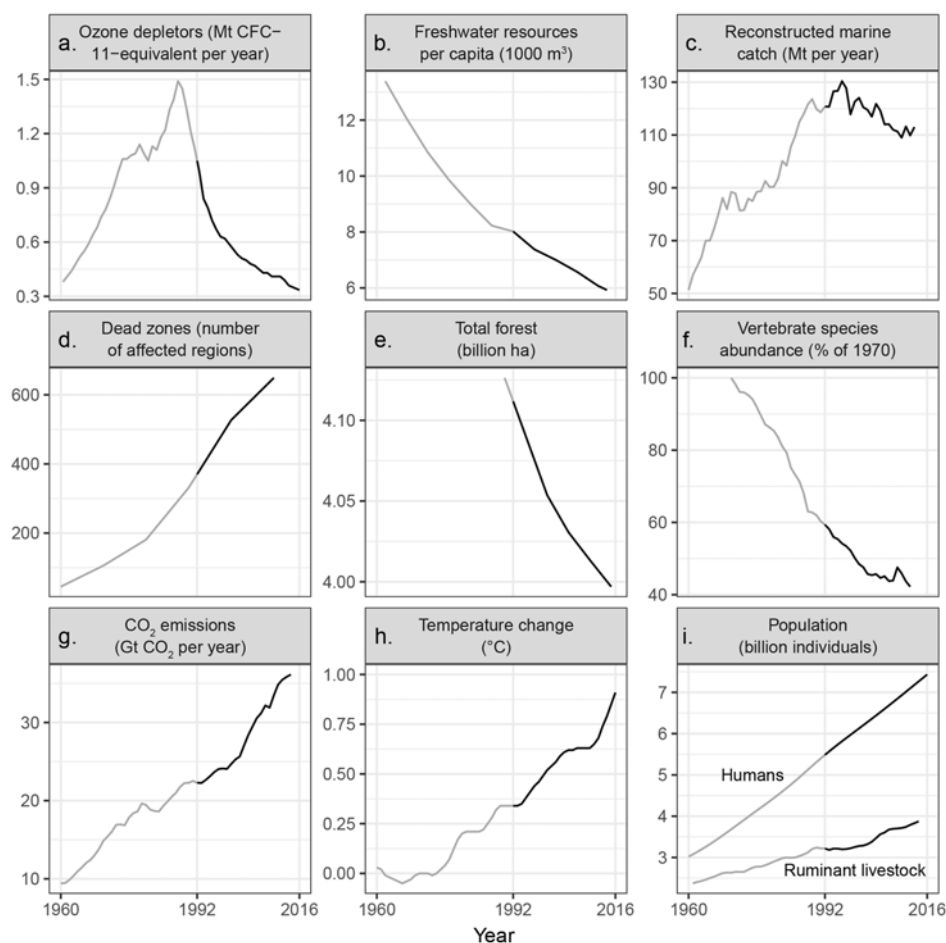 a.
Ozone depletors (Mt CFC−
11−equivalent per year)
1.5
1.2
0.9
0.6
0.3
b.
Freshwater resources
per capita (1000 m³)
12
10
8
6
c.
Reconstructed marine
catch (Mt per year)
130
110
90
70
50
d.
Dead zones (number
of affected regions)
600
400
200
e.
Total forest
(billion ha)
4.10
4.05
4.00
f.
Vertebrate species
abundance (% of 1970)
100
80
60
40
g.
CO₂ emissions
(Gt CO₂ per year)
30
20
10
1960 1992 2016
h.
Temperature change
(°C)
1.00
0.75
0.50
0.25
0.00
1960 1992 2016
i.
Population
(billion individuals)
7
6
5
4
3
Humans
Ruminant livestock
1960 1992 2016
Year